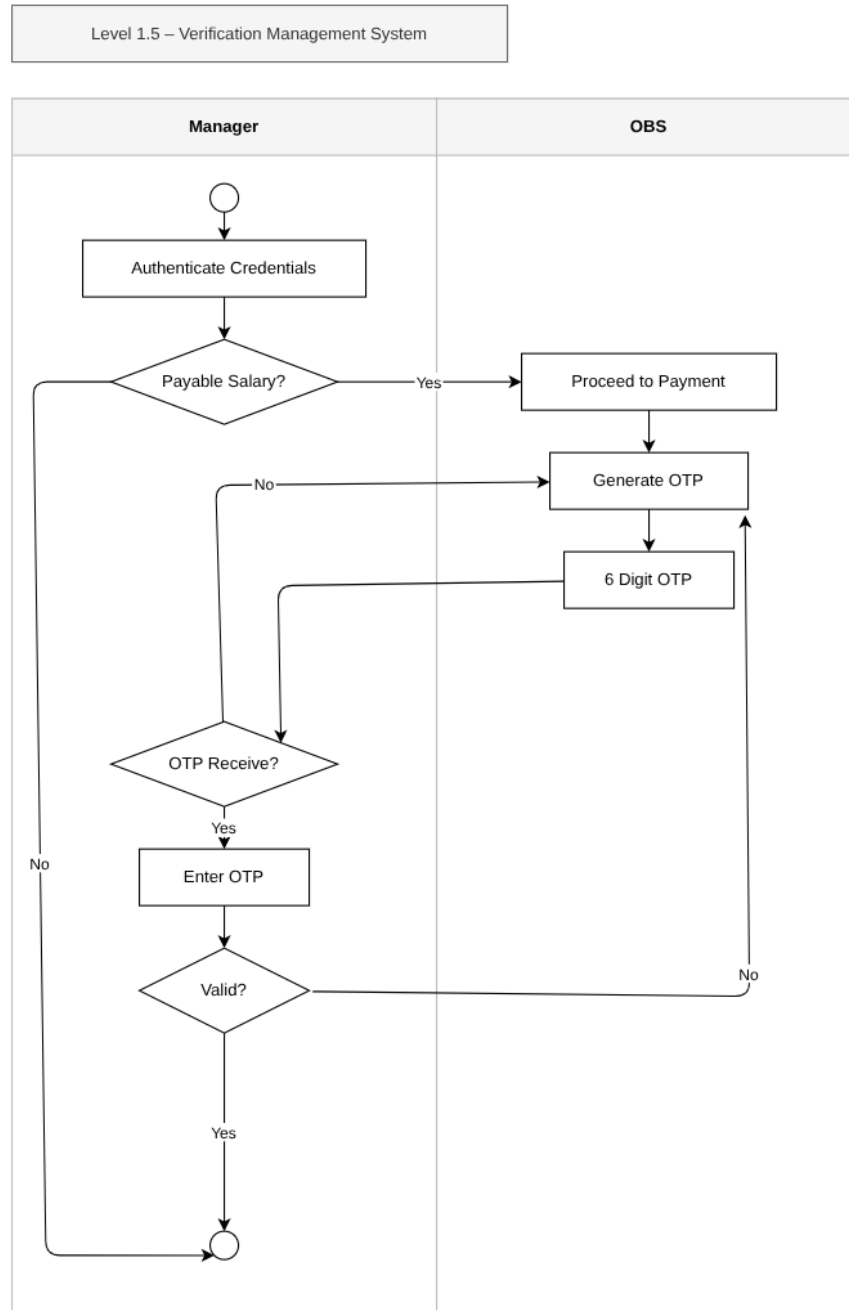 Level 1.5 – Verification Management System
Manager
OBS
Authenticate Credentials
Payable Salary?
Yes
Proceed to Payment
No
Generate OTP
6 Digit OTP
OTP Receive?
Yes
No
Enter OTP
Valid?
No
Yes